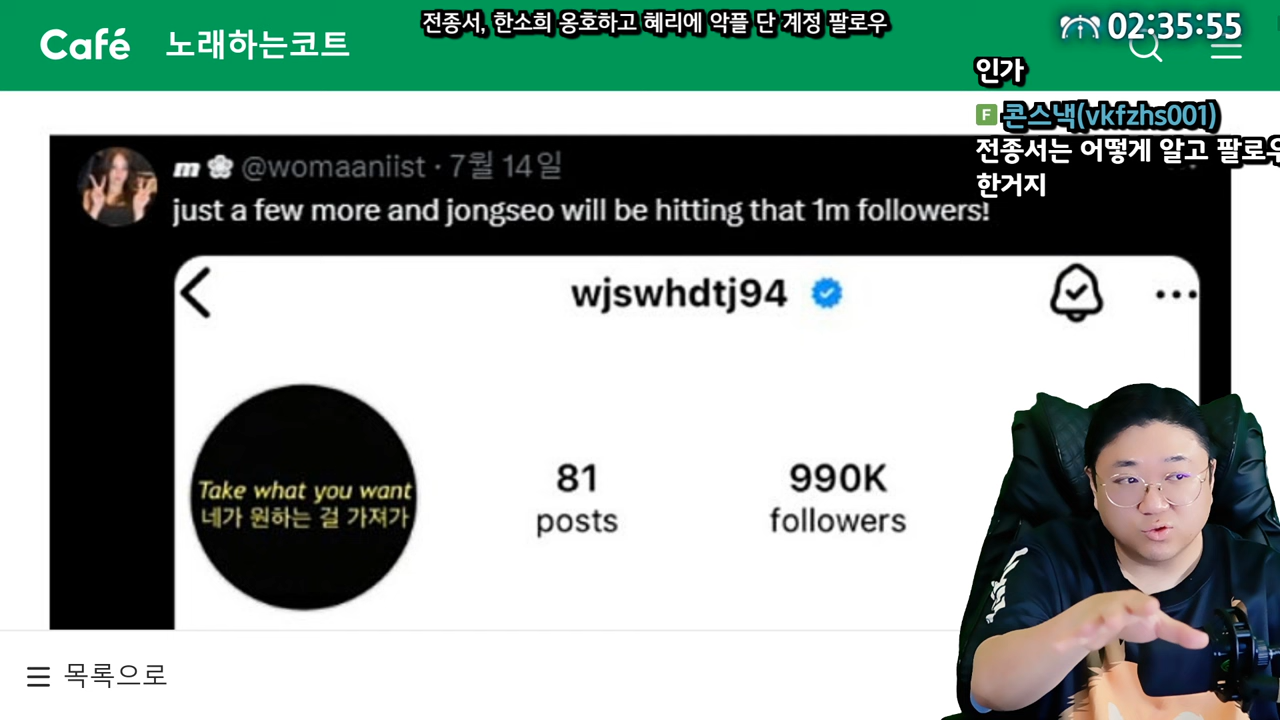 전종서, 한소희 옹호하고 혜리에 악플 단 계정 팔로우
02:35:55
Café 노래하는코트
인가
F 콘스낵(vkfzhs001)
전종서는 어떻게 알고 팔로우
한거지
m @womaaniist · 7월 14일
just a few more and jongseo will be hitting that 1m followers!
wjswhdtj94
Take what you want
네가 원하는 걸 가져가
81
posts
990K
followers
목록으로